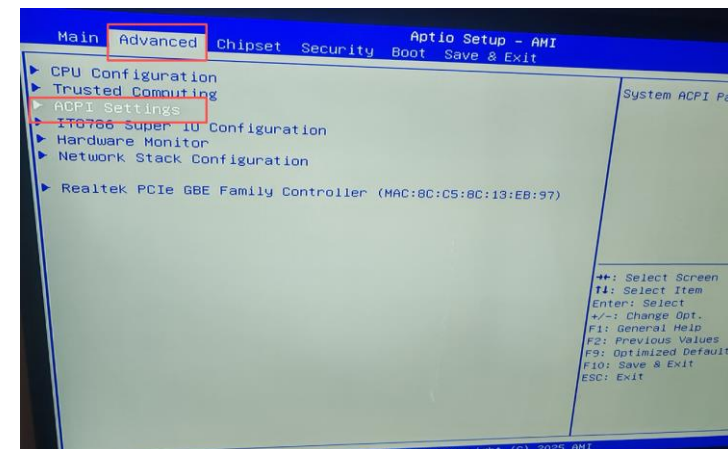 Aptio Setup - AMI
Main Advanced Chipset Security Boot Save & Exit
▶ CPU Configuration
▶ Trusted Computing
▶ ACPI Settings
▶ IT8786 Super IO Configuration
▶ Hardware Monitor
▶ Network Stack Configuration
▶ Realtek PCIe GBE Family Controller (MAC:8C:C5:8C:13:EB:97)
System ACPI Pa
→←: Select Screen
↑↓: Select Item
Enter: Select
+/-: Change Opt.
F1: General Help
F2: Previous Values
F9: Optimized Default
F10: Save & Exit
ESC: Exit
(C) 2025 AMI